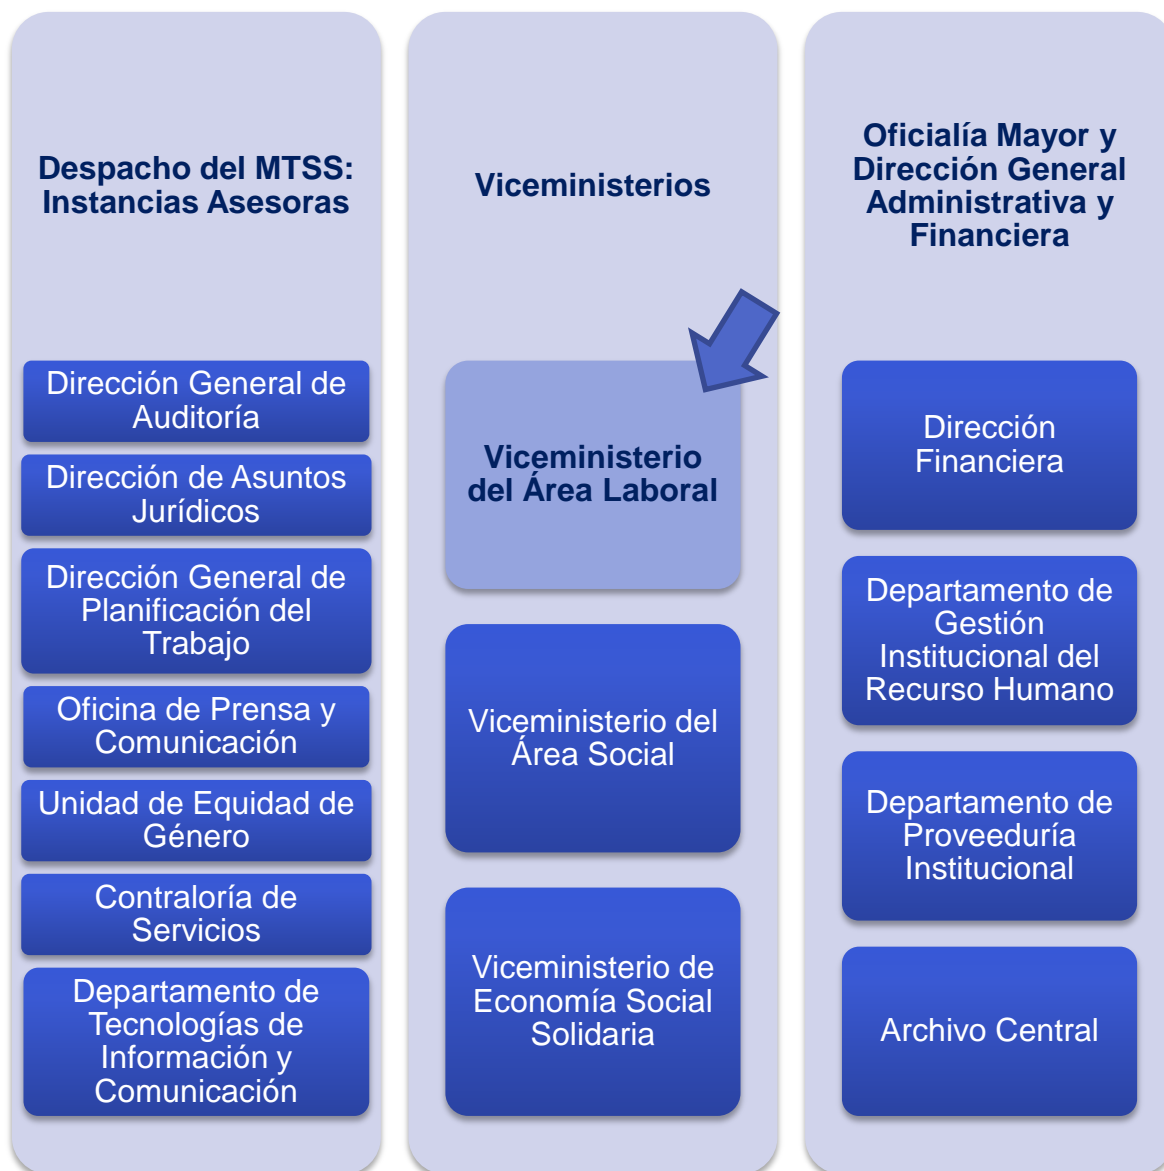 Despacho del MTSS:
Instancias Asesoras
Dirección General de
Auditoría
Dirección de Asuntos
Jurídicos
Dirección General de
Planificación del
Trabajo
Oficina de Prensa y
Comunicación
Unidad de Equidad de
Género
Contraloría de
Servicios
Departamento de
Tecnologías de
Información y
Comunicación
Viceministerios
Viceministerio
del Área Laboral
Viceministerio del
Área Social
Viceministerio de
Economía Social
Solidaria
Oficialía Mayor y
Dirección General
Administrativa y
Financiera
Dirección
Financiera
Departamento de
Gestión
Institucional del
Recurso Humano
Departamento de
Proveeduría
Institucional
Archivo Central